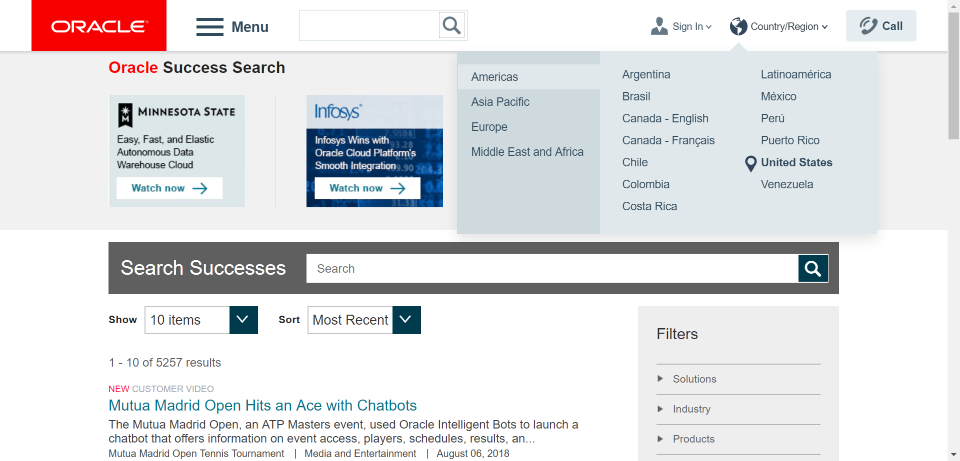 ORACLE
Menu
Sign In
Country/Region
Call
Oracle Success Search
MINNESOTA STATE
Easy, Fast, and Elastic
Autonomous Data
Warehouse Cloud
Watch now
Infosys
Infosys Wins with
Oracle Cloud Platform's
Smooth Integration
Watch now
Americas
Asia Pacific
Europe
Middle East and Africa
Argentina
Brasil
Canada - English
Canada - Français
Chile
Colombia
Costa Rica
Latinoamérica
México
Perú
Puerto Rico
United States
Venezuela
Search Successes
Search
Show
10 items
Sort
Most Recent
1 - 10 of 5257 results
NEW CUSTOMER VIDEO
Mutua Madrid Open Hits an Ace with Chatbots
The Mutua Madrid Open, an ATP Masters event, used Oracle Intelligent Bots to launch a
chatbot that offers information on event access, players, schedules, results, an...
Mutua Madrid Open Tennis Tournament | Media and Entertainment | August 06, 2018
Filters
Solutions
Industry
Products